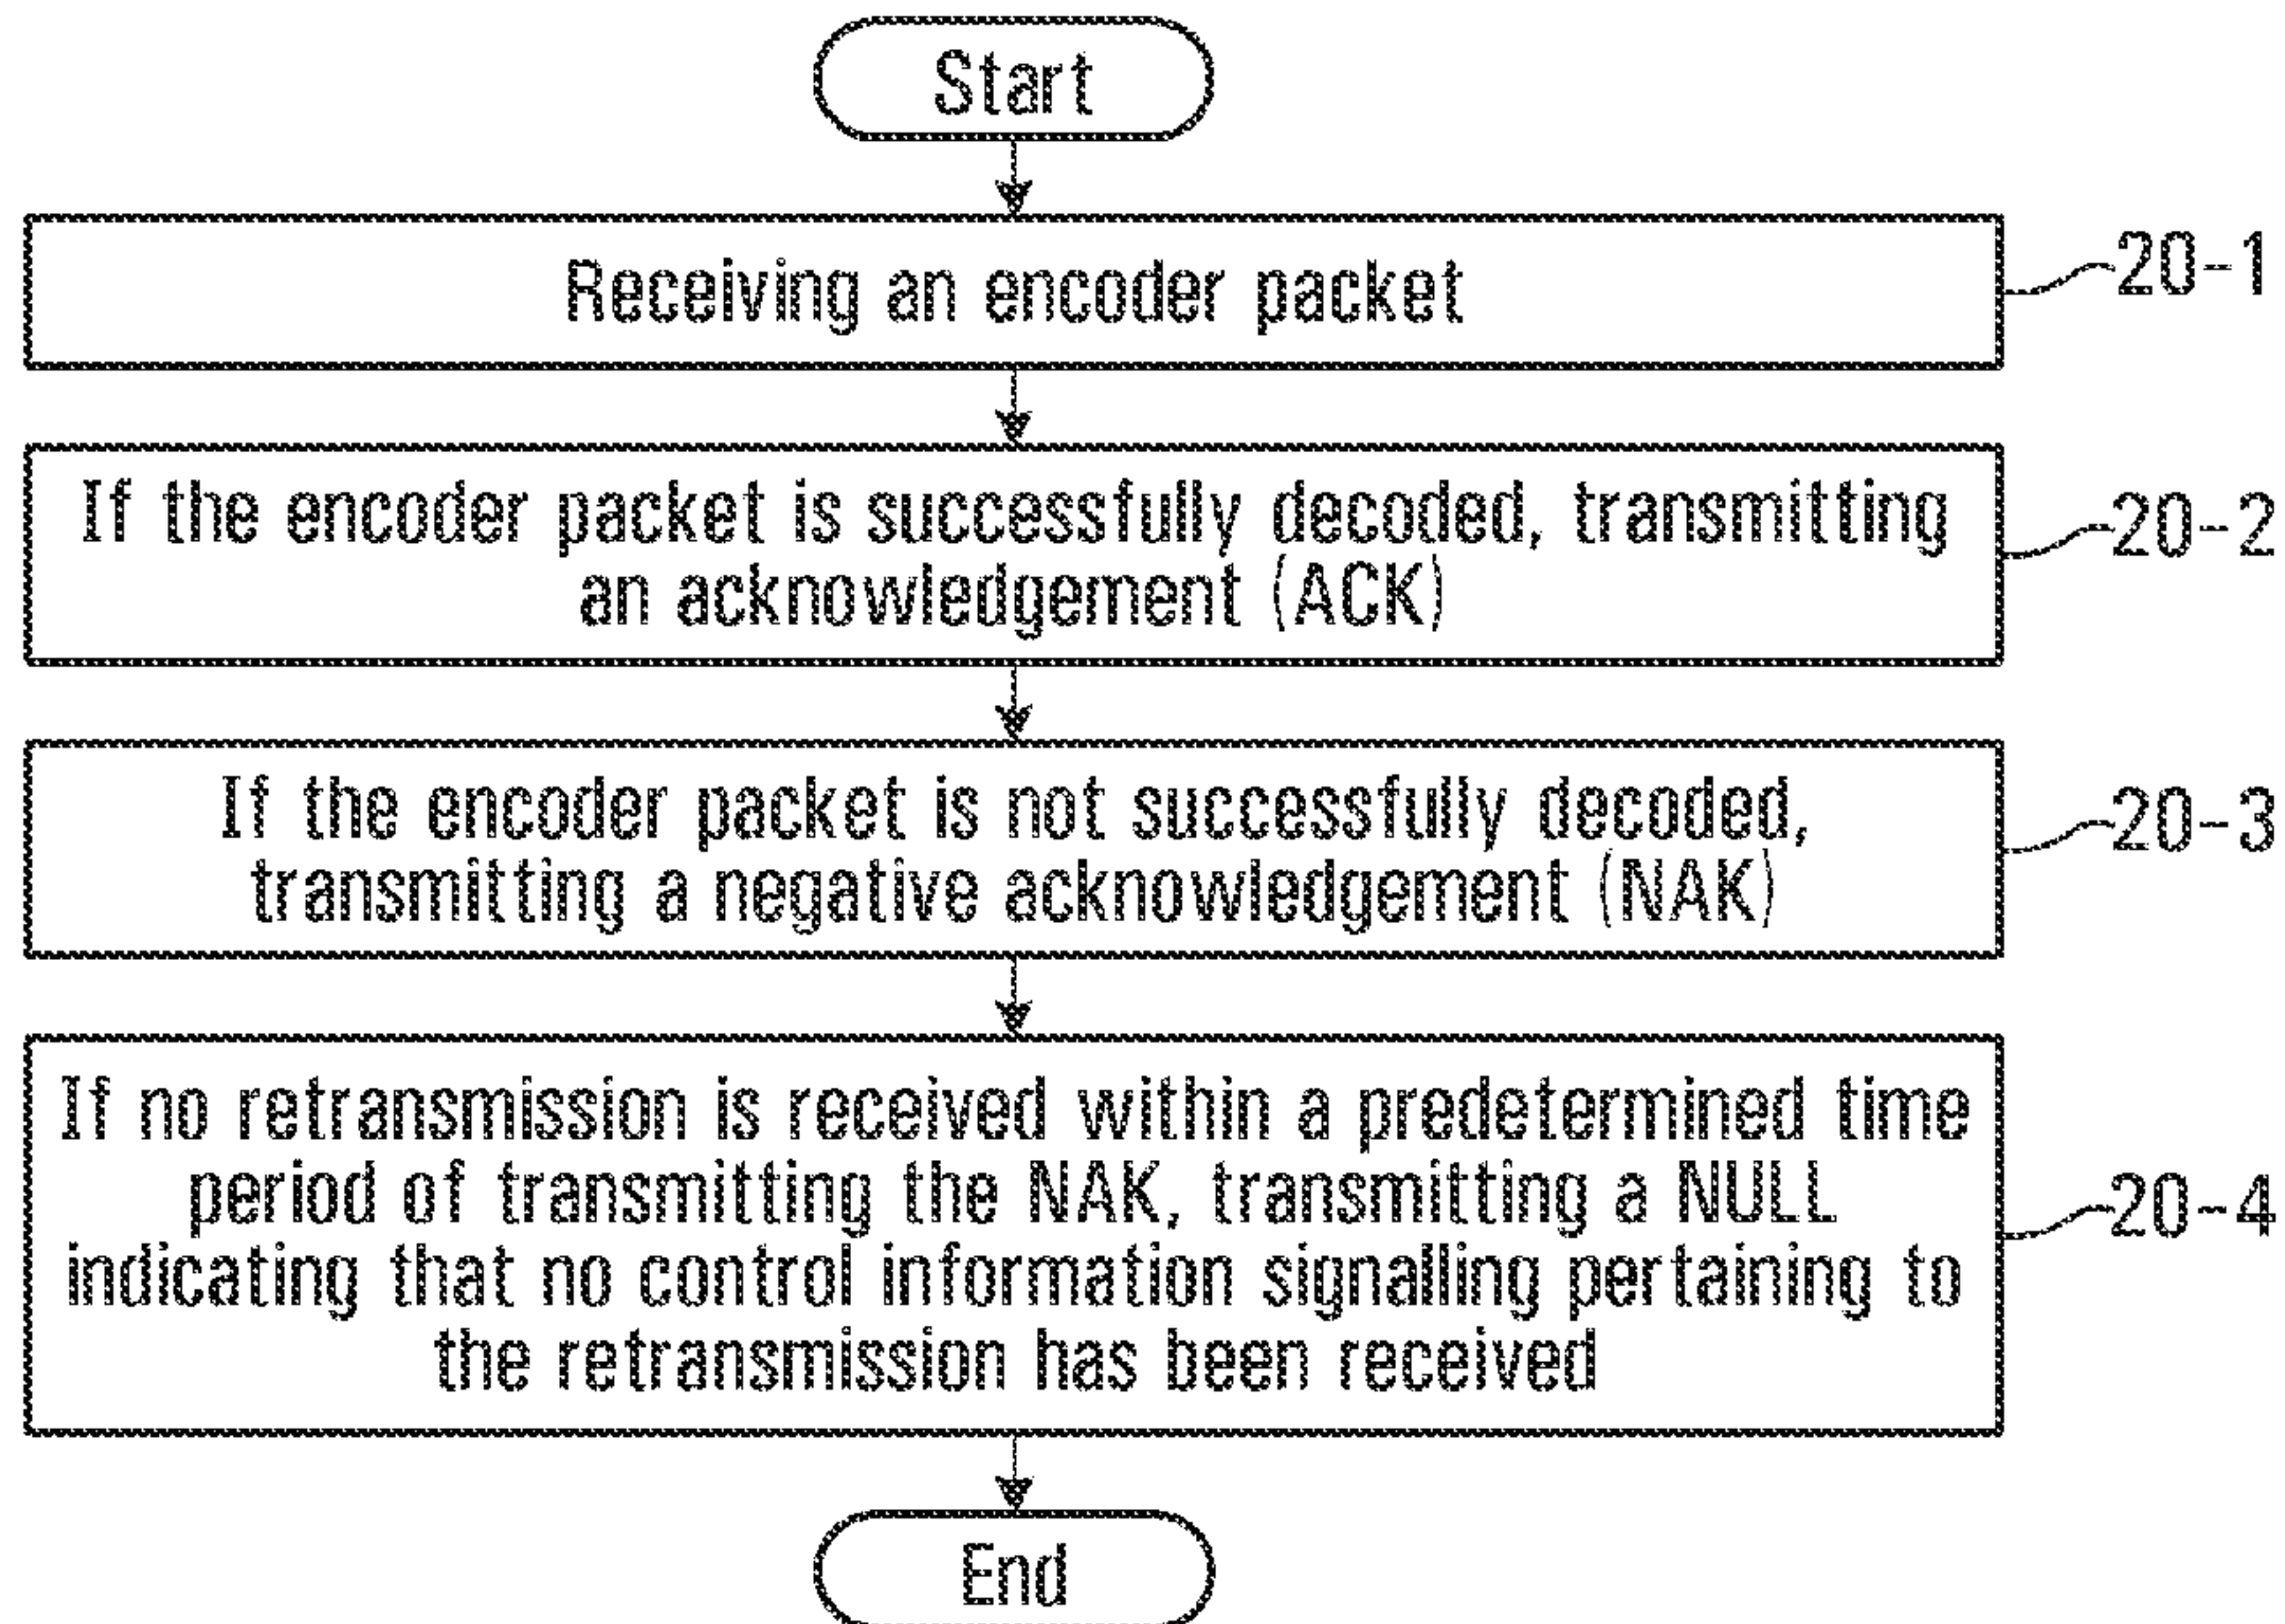 Start
Receiving an encoder packet
20-1
If the encoder packet is successfully decoded, transmitting
an acknowledgement (ACK)
20-2
If the encoder packet is not successfully decoded,
transmitting a negative acknowledgement (NAK)
20-3
If no retransmission is received within a predetermined time
period of transmitting the NAK, transmitting a NULL
indicating that no control information signalling pertaining to
the retransmission has been received
20-4
End